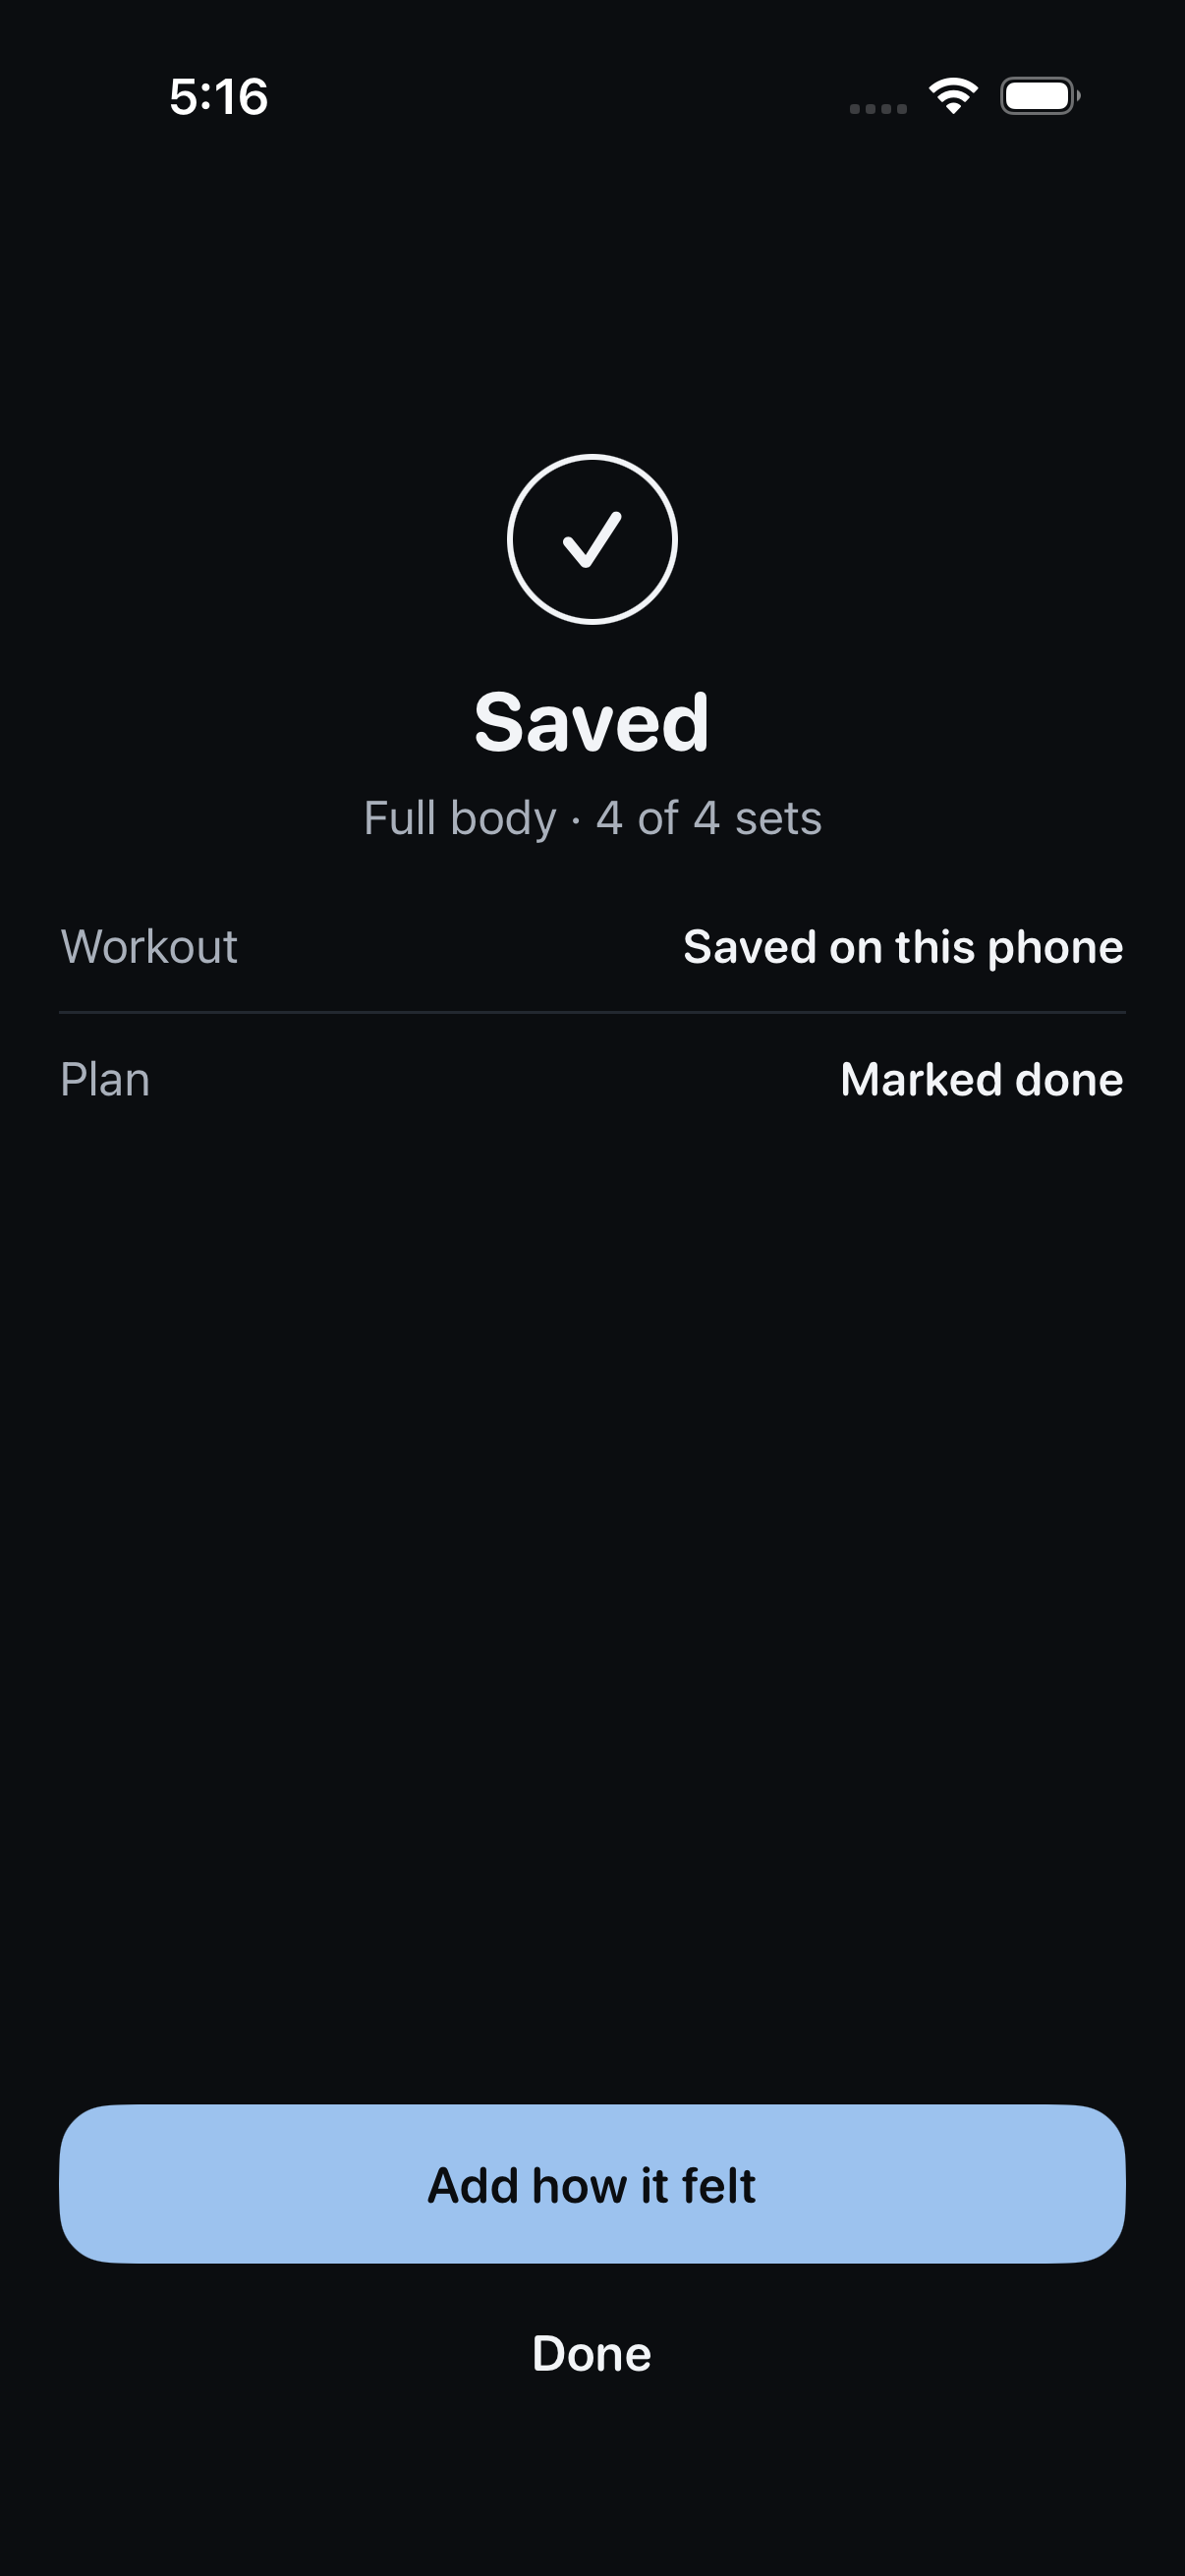 5:16
Saved
Full body · 4 of 4 sets
Workout Saved on this phone
Plan Marked done
Add how it felt
Done